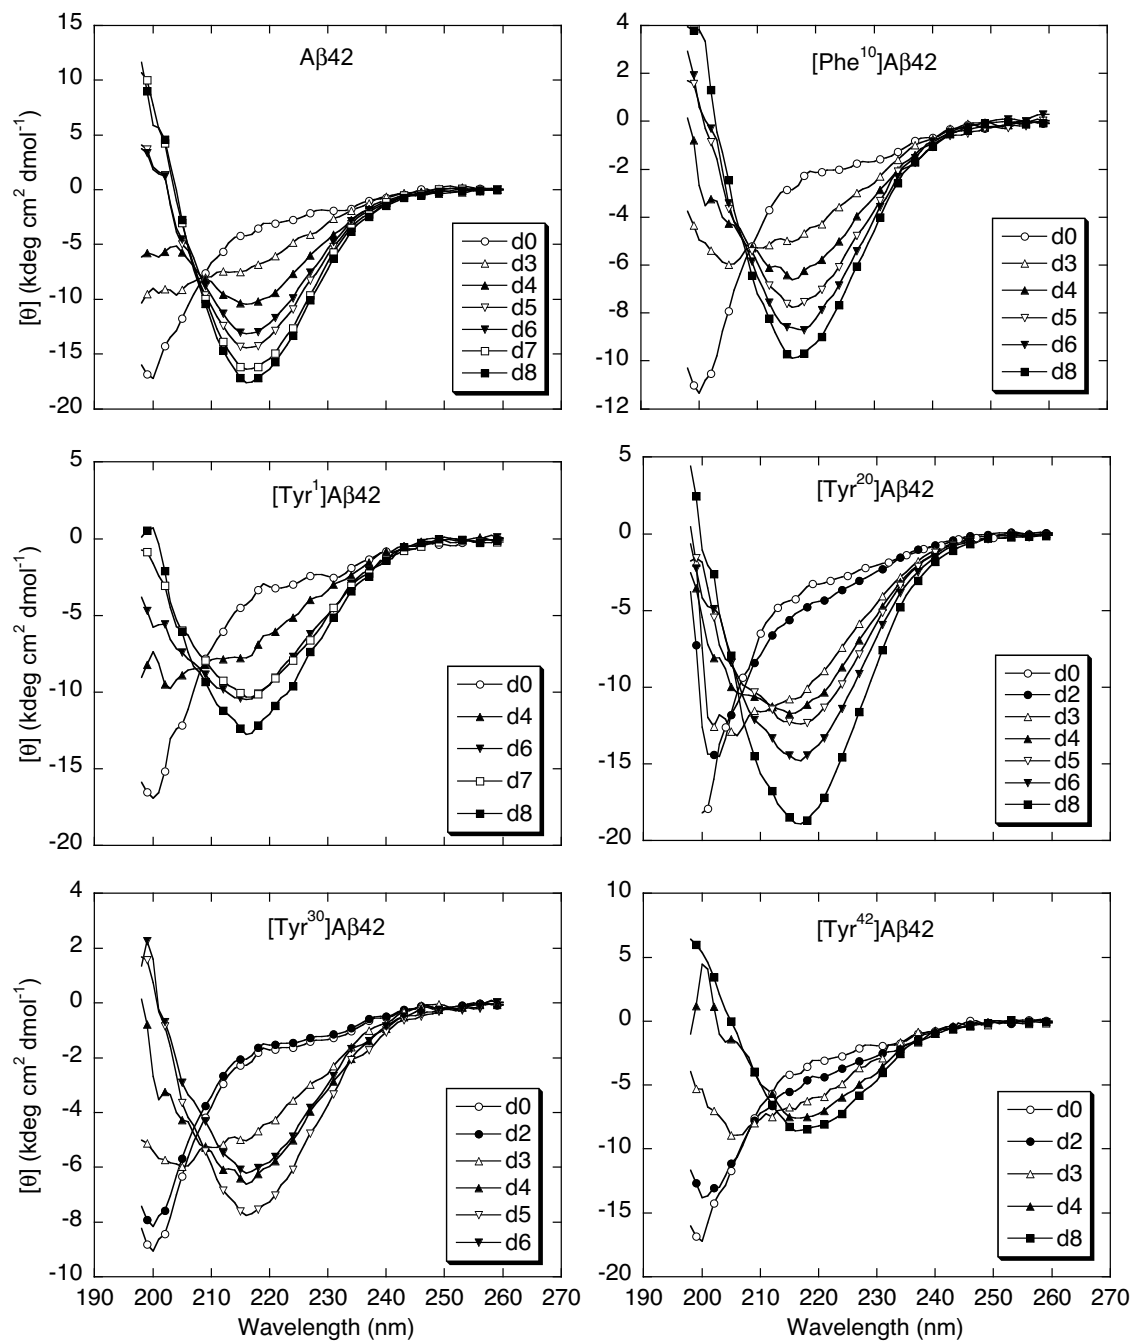 Aβ42
[θ] (kdeg cm² dmol⁻¹)
15
10
5
0
-5
-10
-15
-20
d0
d3
d4
d5
d6
d7
d8
[Phe¹⁰]Aβ42
4
2
0
-2
-4
-6
-8
-10
-12
d0
d3
d4
d5
d6
d8
[Tyr¹]Aβ42
[θ] (kdeg cm² dmol⁻¹)
5
0
-5
-10
-15
-20
d0
d4
d6
d7
d8
[Tyr²⁰]Aβ42
5
0
-5
-10
-15
-20
d0
d2
d3
d4
d5
d6
d8
[Tyr³⁰]Aβ42
[θ] (kdeg cm² dmol⁻¹)
4
2
0
-2
-4
-6
-8
-10
d0
d2
d3
d4
d5
d6
190 200 210 220 230 240 250 260 270
Wavelength (nm)
[Tyr⁴²]Aβ42
10
5
0
-5
-10
-15
-20
d0
d2
d3
d4
d8
190 200 210 220 230 240 250 260 270
Wavelength (nm)